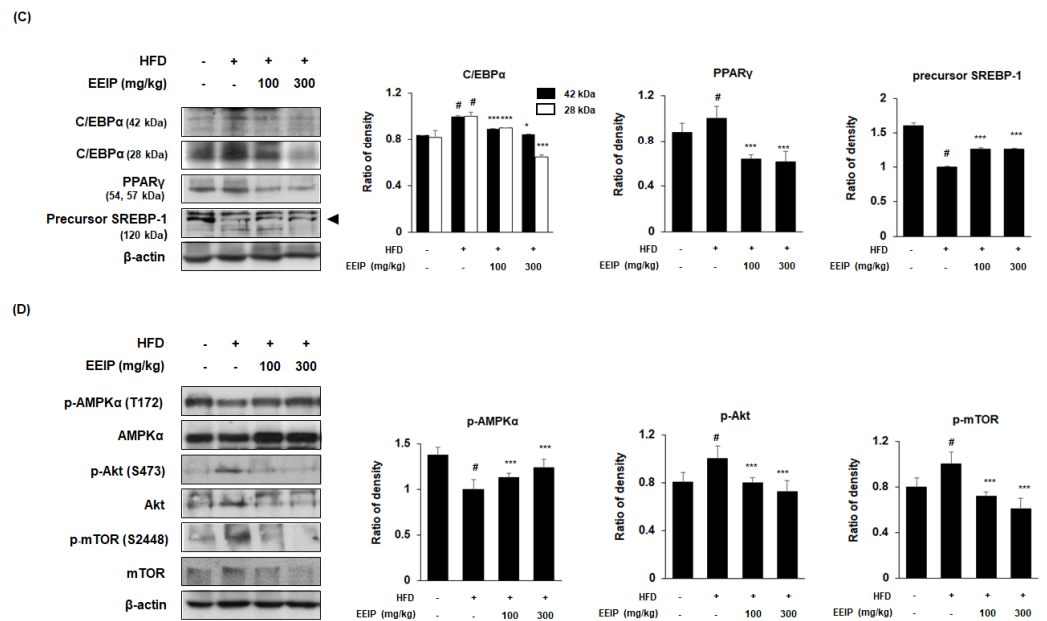 (C)
HFD - + + +
EEIP (mg/kg) - - 100 300
C/EBPα (42 kDa)
C/EBPα (28 kDa)
PPARγ
(54, 57 kDa)
Precursor SREBP-1
(120 kDa)
β-actin
C/EBPα
42 kDa
28 kDa
Ratio of density
1.2
0.8
0.4
0
# # *** *** * ***
HFD - + + +
EEIP (mg/kg) - - 100 300
PPARγ
Ratio of density
1.2
0.8
0.4
0
# *** ***
HFD - + + +
EEIP (mg/kg) - - 100 300
precursor SREBP-1
Ratio of density
2
1.5
1
0.5
0
# *** ***
HFD - + + +
EEIP (mg/kg) - - 100 300
(D)
HFD - + + +
EEIP (mg/kg) - - 100 300
p-AMPKα (T172)
AMPKα
p-Akt (S473)
Akt
p-mTOR (S2448)
mTOR
β-actin
p-AMPKα
Ratio of density
1.5
1
0.5
0
# *** ***
HFD - + + +
EEIP (mg/kg) - - 100 300
p-Akt
Ratio of density
1.2
0.8
0.4
0
# *** ***
HFD - + + +
EEIP (mg/kg) - - 100 300
p-mTOR
Ratio of density
1.2
0.8
0.4
0
# *** ***
HFD - + + +
EEIP (mg/kg) - - 100 300